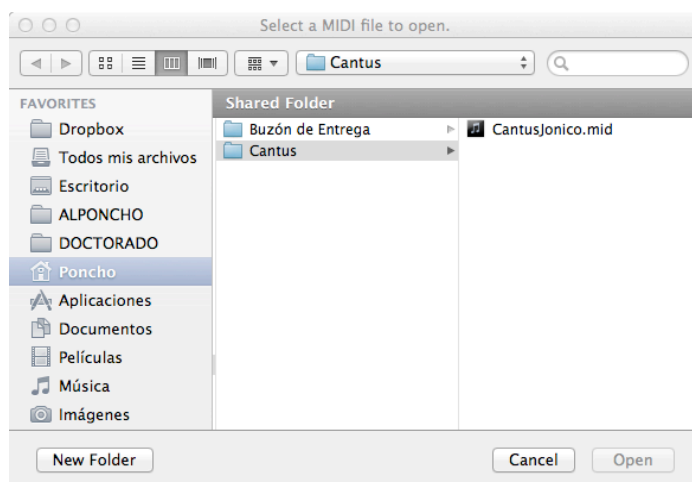 Select a MIDI file to open.
Cantus
FAVORITES
Dropbox
Todos mis archivos
Escritorio
ALPONCHO
DOCTORADO
Poncho
Aplicaciones
Documentos
Películas
Música
Imágenes
Shared Folder
Buzón de Entrega
Cantus
CantusJonico.mid
New Folder
Cancel
Open